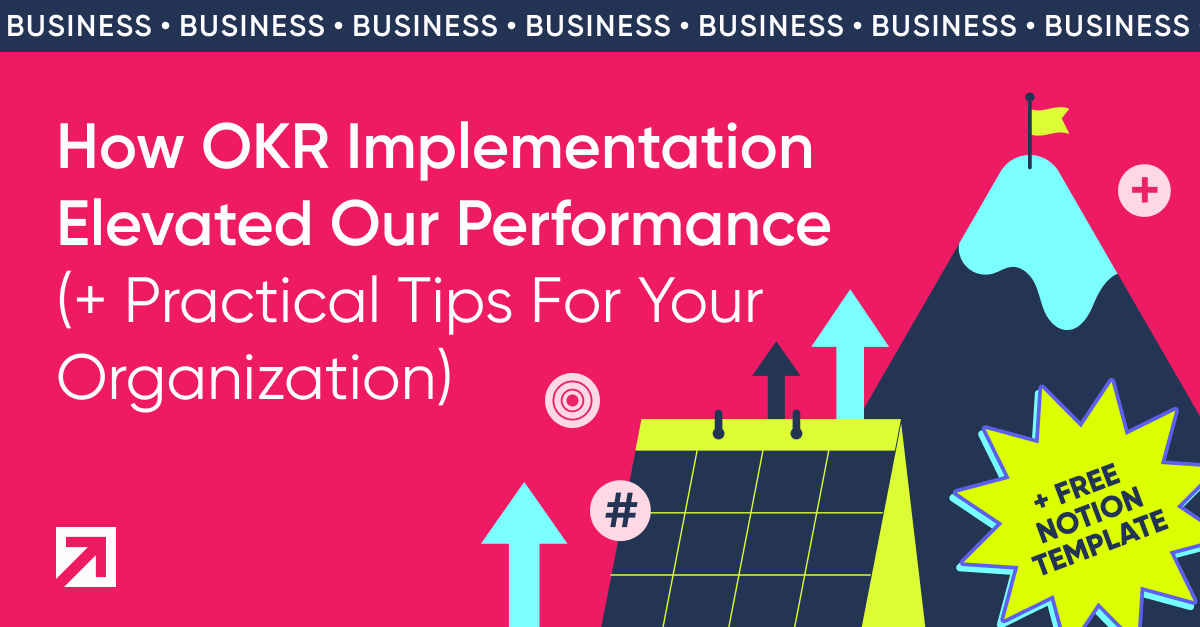 BUSINESS • BUSINESS • BUSINESS • BUSINESS • BUSINESS • BUSINESS • BUSINESS
How OKR Implementation
Elevated Our Performance
(+ Practical Tips For Your
Organization)
#
+ FREE
NOTION
TEMPLATE